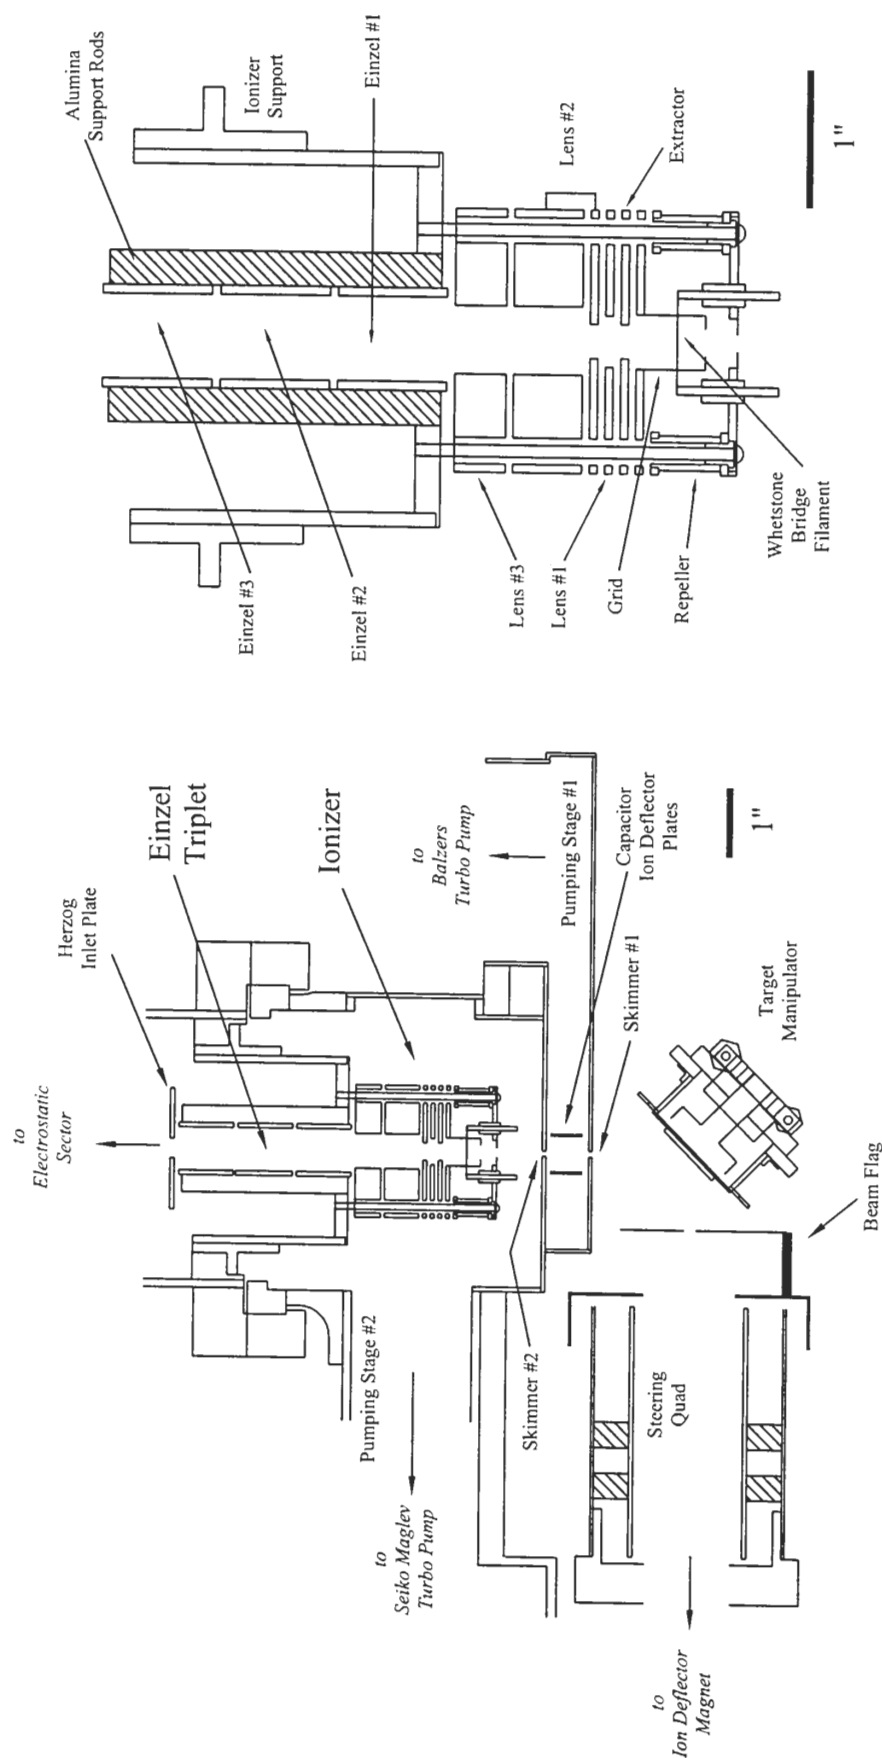 to
Electrostatic
Sector
Herzog
Inlet Plate
Einzel
Triplet
Ionizer
to
Balzers
Turbo Pump
Pumping Stage #1
Capacitor
Ion Deflector
Plates
Skimmer #1
Target
Manipulator
Beam Flag
1"
Pumping Stage #2
to
Seiko Maglev
Turbo Pump
Skimmer #2
Steering
Quad
to
Ion Deflector
Magnet
Alumina
Support Rods
Ionizer
Support
Einzel #1
Lens #2
Extractor
1"
Einzel #3
Einzel #2
Lens #3
Lens #1
Grid
Repeller
Whetstone
Bridge
Filament